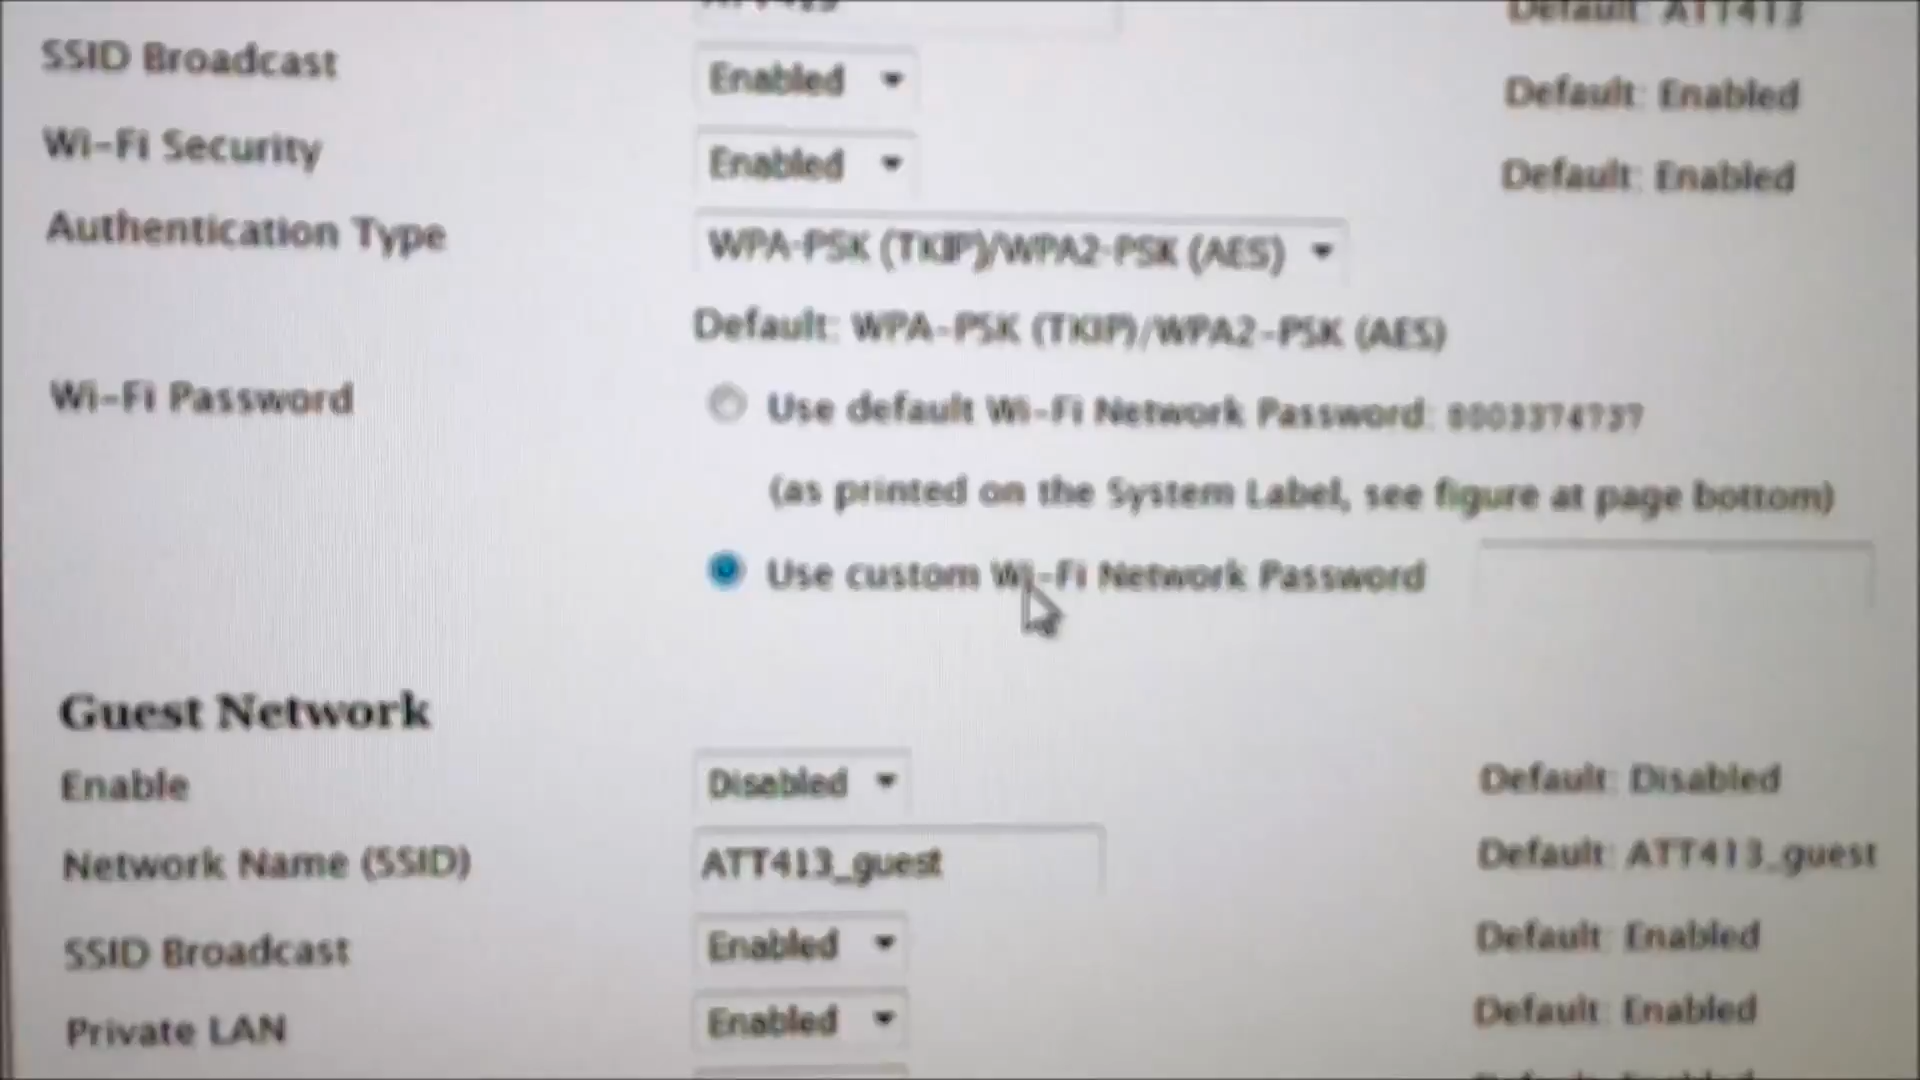 Default: ATT413
SSID Broadcast Enabled Default: Enabled
Wi-Fi Security Enabled Default: Enabled
Authentication Type WPA-PSK (TKIP)/WPA2-PSK (AES)
Default: WPA-PSK (TKIP)/WPA2-PSK (AES)
Wi-Fi Password Use default Wi-Fi Network Password:
(as printed on the System Label, see figure at page bottom)
Use custom Wi-Fi Network Password
Guest Network
Enable Disabled Default: Disabled
Network Name (SSID) ATT413_guest Default: ATT413_guest
SSID Broadcast Enabled Default: Enabled
Private LAN Enabled Default: Enabled